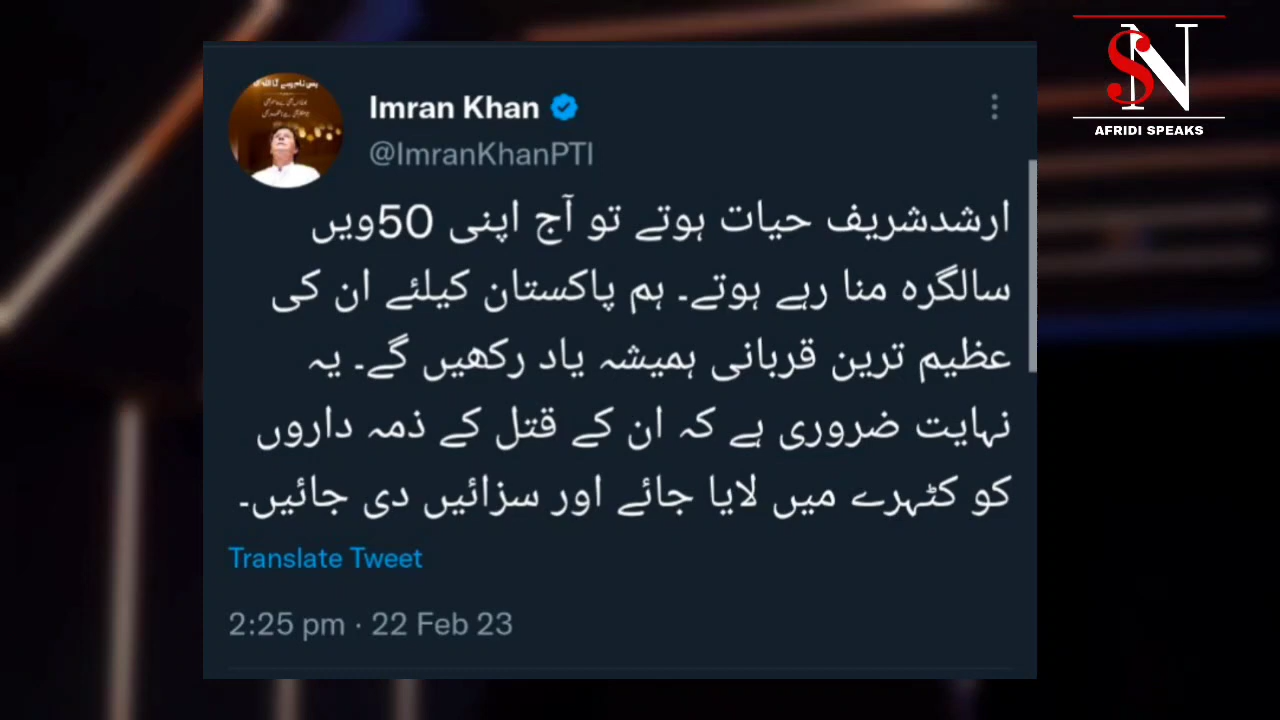 SN
AFRIDI SPEAKS
Imran Khan
@ImranKhanPTI
ارشدشریف حیات ہوتے تو آج اپنی 50ویں
سالگرہ منا رہے ہوتے۔ ہم پاکستان کیلئے ان کی
عظیم ترین قربانی ہمیشہ یاد رکھیں گے۔ یہ
نہایت ضروری ہے کہ ان کے قتل کے ذمہ داروں
کو کٹہرے میں لایا جائے اور سزائیں دی جائیں۔
Translate Tweet
2:25 pm · 22 Feb 23